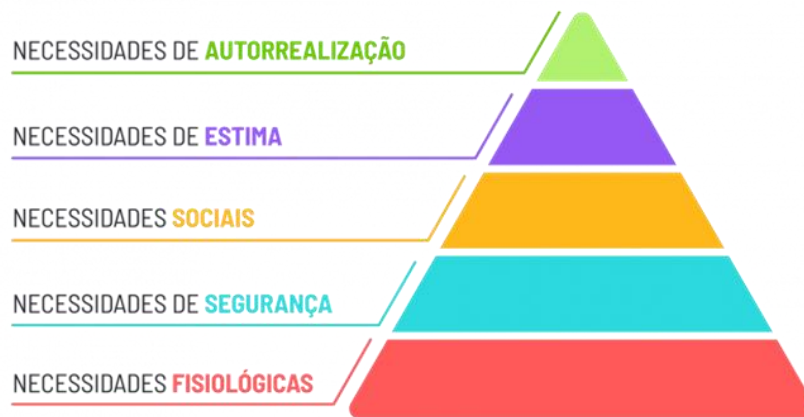 NECESSIDADES DE AUTORREALIZAÇÃO
NECESSIDADES DE ESTIMA
NECESSIDADES SOCIAIS
NECESSIDADES DE SEGURANÇA
NECESSIDADES FISIOLÓGICAS